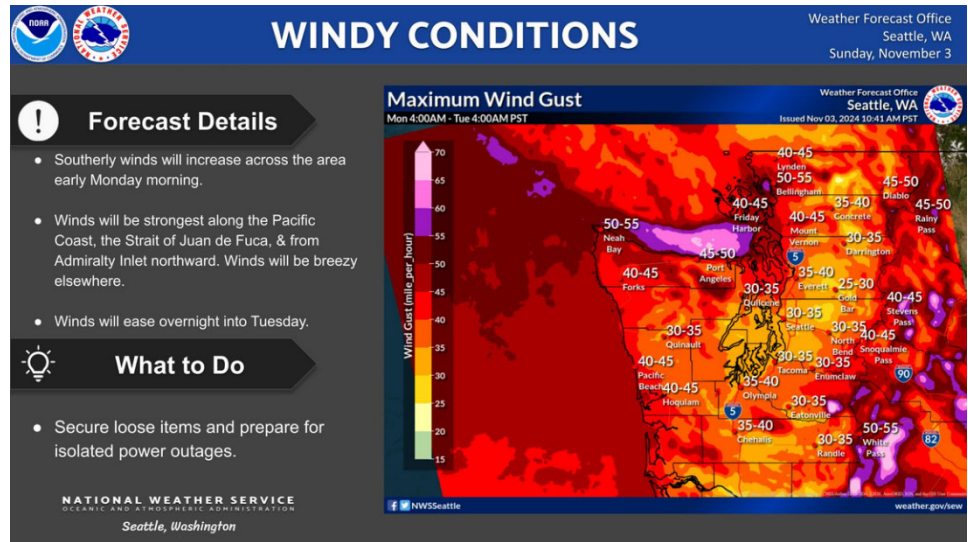 NOAA
WINDY CONDITIONS
Weather Forecast Office
Seattle, WA
Sunday, November 3
Forecast Details
• Southerly winds will increase across the area
early Monday morning.
• Winds will be strongest along the Pacific
Coast, the Strait of Juan de Fuca, & from
Admiralty Inlet northward. Winds will be breezy
elsewhere.
• Winds will ease overnight into Tuesday.
What to Do
• Secure loose items and prepare for
isolated power outages.
NATIONAL WEATHER SERVICE
OCEANIC AND ATMOSPHERIC ADMINISTRATION
Seattle, Washington
Maximum Wind Gust
Mon 4:00AM - Tue 4:00AM PST
Weather Forecast Office
Seattle, WA
Issued Nov 03, 2024 10:41 AM PST
Wind Gust (mile_per_hour)
70
65
60
55
50
45
40
35
30
25
20
15
40-45
Lynden
50-55
Bellingham
45-50
Diablo
40-45
Friday
Harbor
35-40
Concrete
45-50
Rainy
Pass
50-55
Neah
Bay
40-45
Mount
Vernon
30-35
Darrington
45-50
Port
Angeles
5
40-45
Forks
35-40
Everett
25-30
Gold
Bar
30-35
Quilcene
40-45
Stevens
Pass
30-35
Seattle
30-35
Quinault
30-35
North
Bend
40-45
Snoqualmie
Pass
40-45
Pacific
Beach
30-35
Tacoma
30-35
Enumclaw
90
40-45
Hoquiam
35-40
Olympia
5
30-35
Eatonville
35-40
Chehalis
30-35
Randle
50-55
White
Pass
82
NWSSeattle
weather.gov/sew